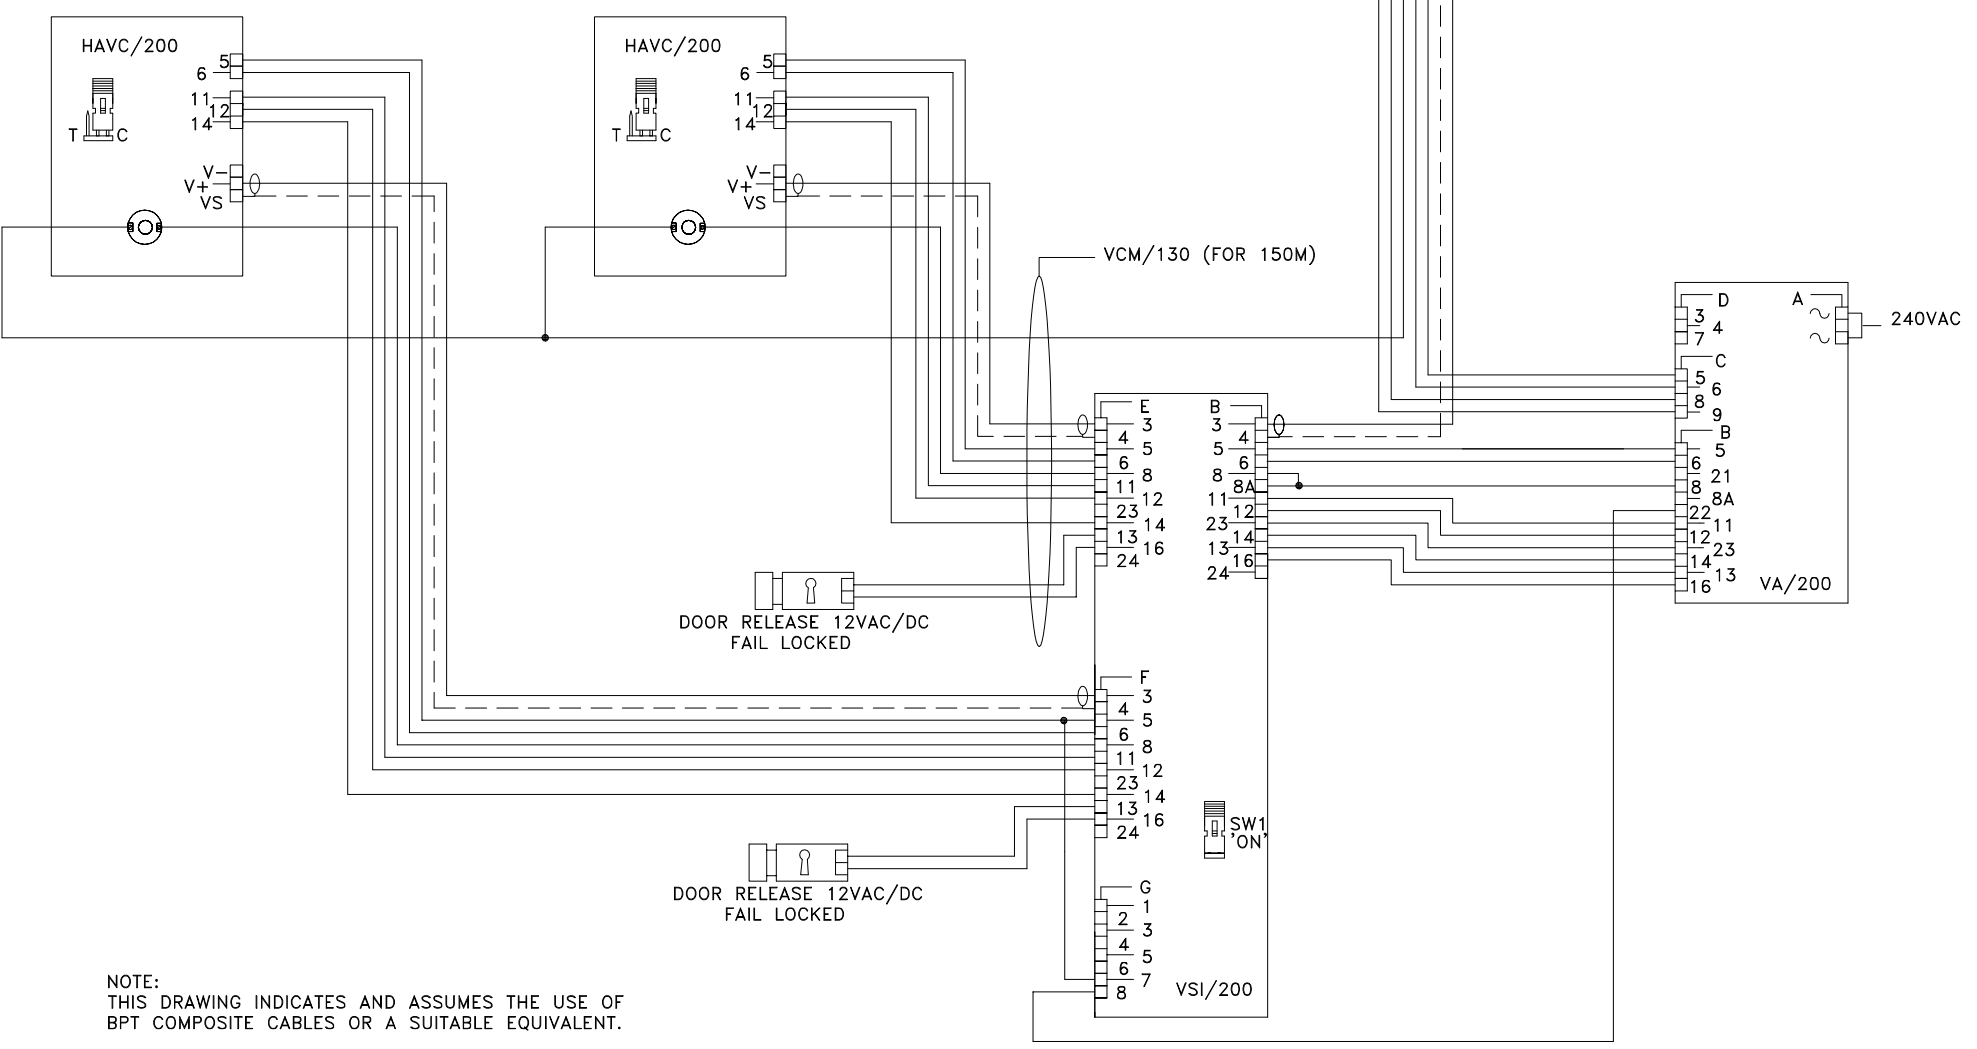 HAVC/200
5
6
11
12
14
T C
V-
V+
VS
HAVC/200
5
6
11
12
14
T C
V-
V+
VS
VCM/130 (FOR 150M)
D A
3
4
7
240VAC
C
5
6
8
9
B
5
6
21
8
8A
22
11
12
23
14
13
16
VA/200
E
3
4
5
6
8
11
12
23
14
13
16
24
B
3
4
5
6
8
8A
11
12
23
14
13
16
24
DOOR RELEASE 12VAC/DC
FAIL LOCKED
F
3
4
5
6
8
11
12
23
14
13
16
24
SW1
'ON'
DOOR RELEASE 12VAC/DC
FAIL LOCKED
G
1
2
3
4
5
6
7
8
VSI/200
NOTE:
THIS DRAWING INDICATES AND ASSUMES THE USE OF
BPT COMPOSITE CABLES OR A SUITABLE EQUIVALENT.